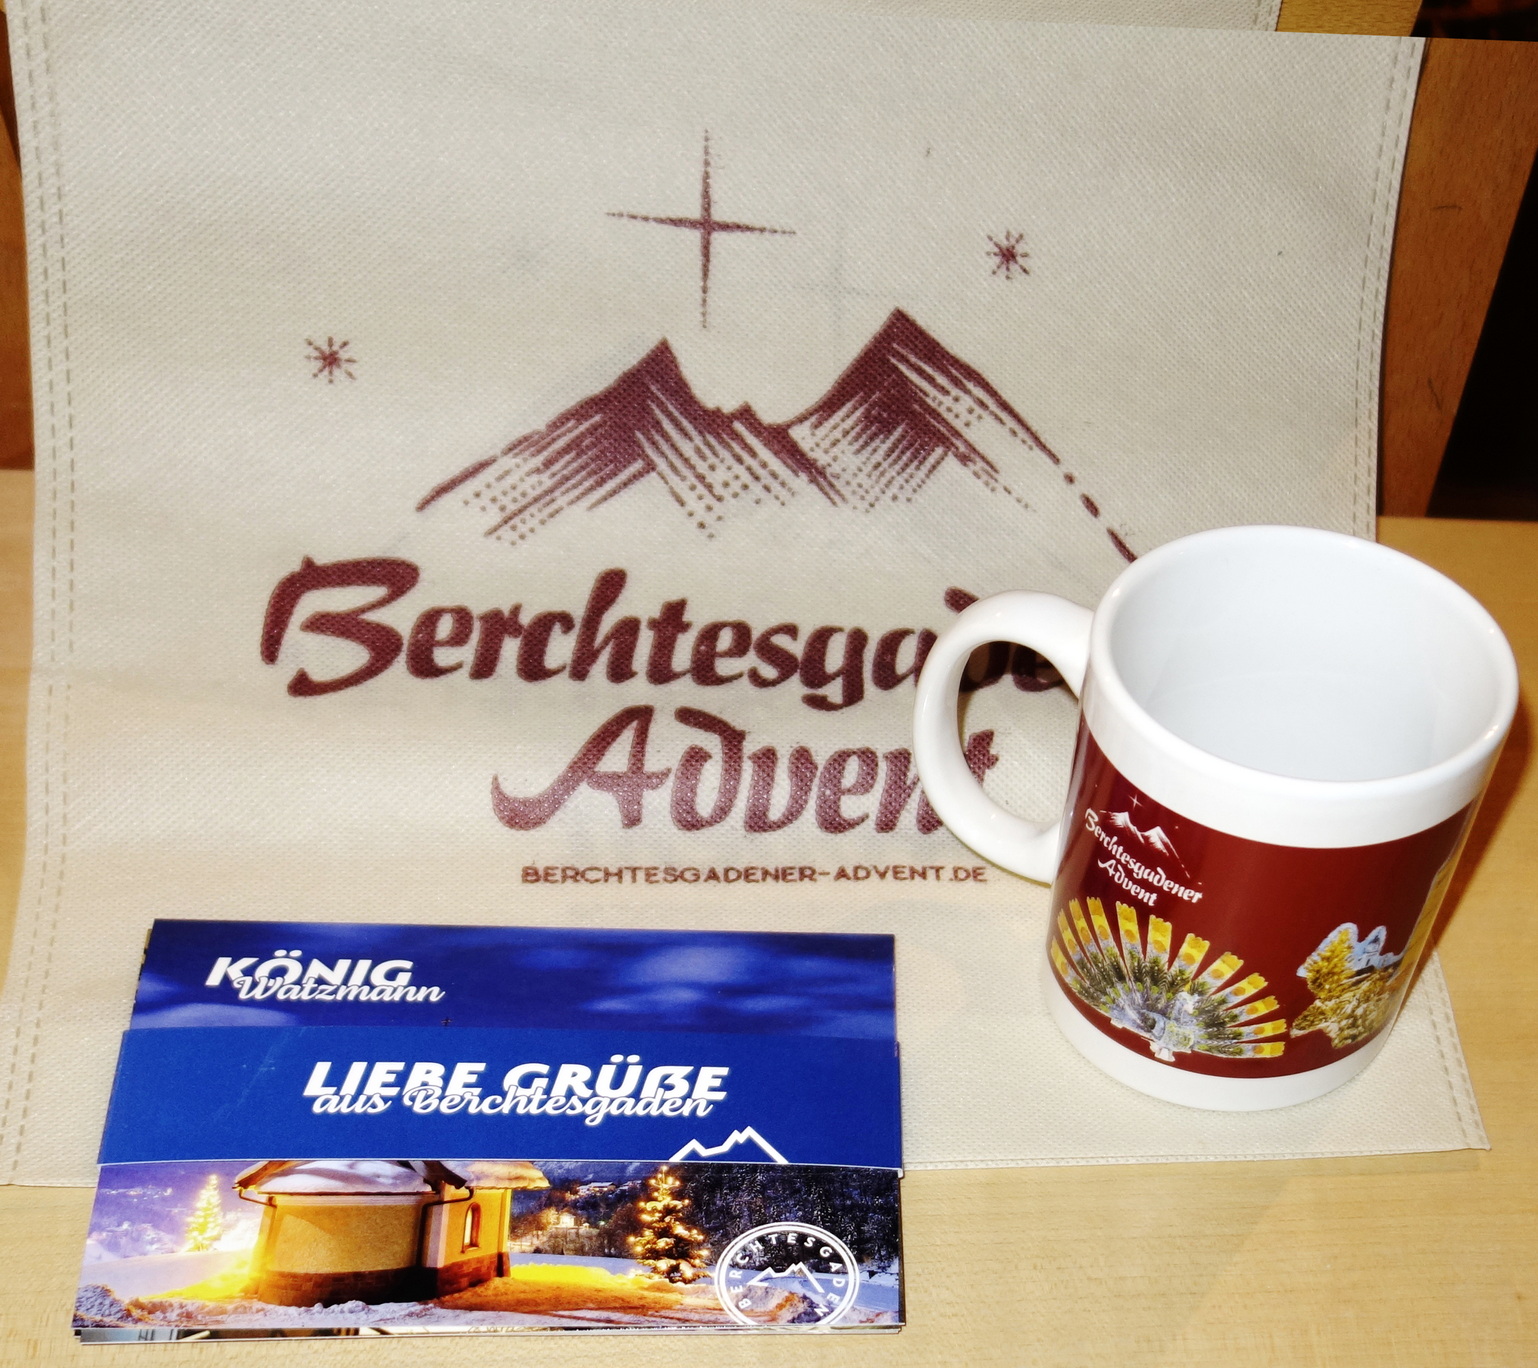 Berchtesgadener
Advent
BERCHTESGADENER-ADVENT.DE
Berchtesgadener
Advent
KÖNIG
Watzmann
LIEBE GRÜẞE
aus Berchtesgaden
BERCHTESGADEN